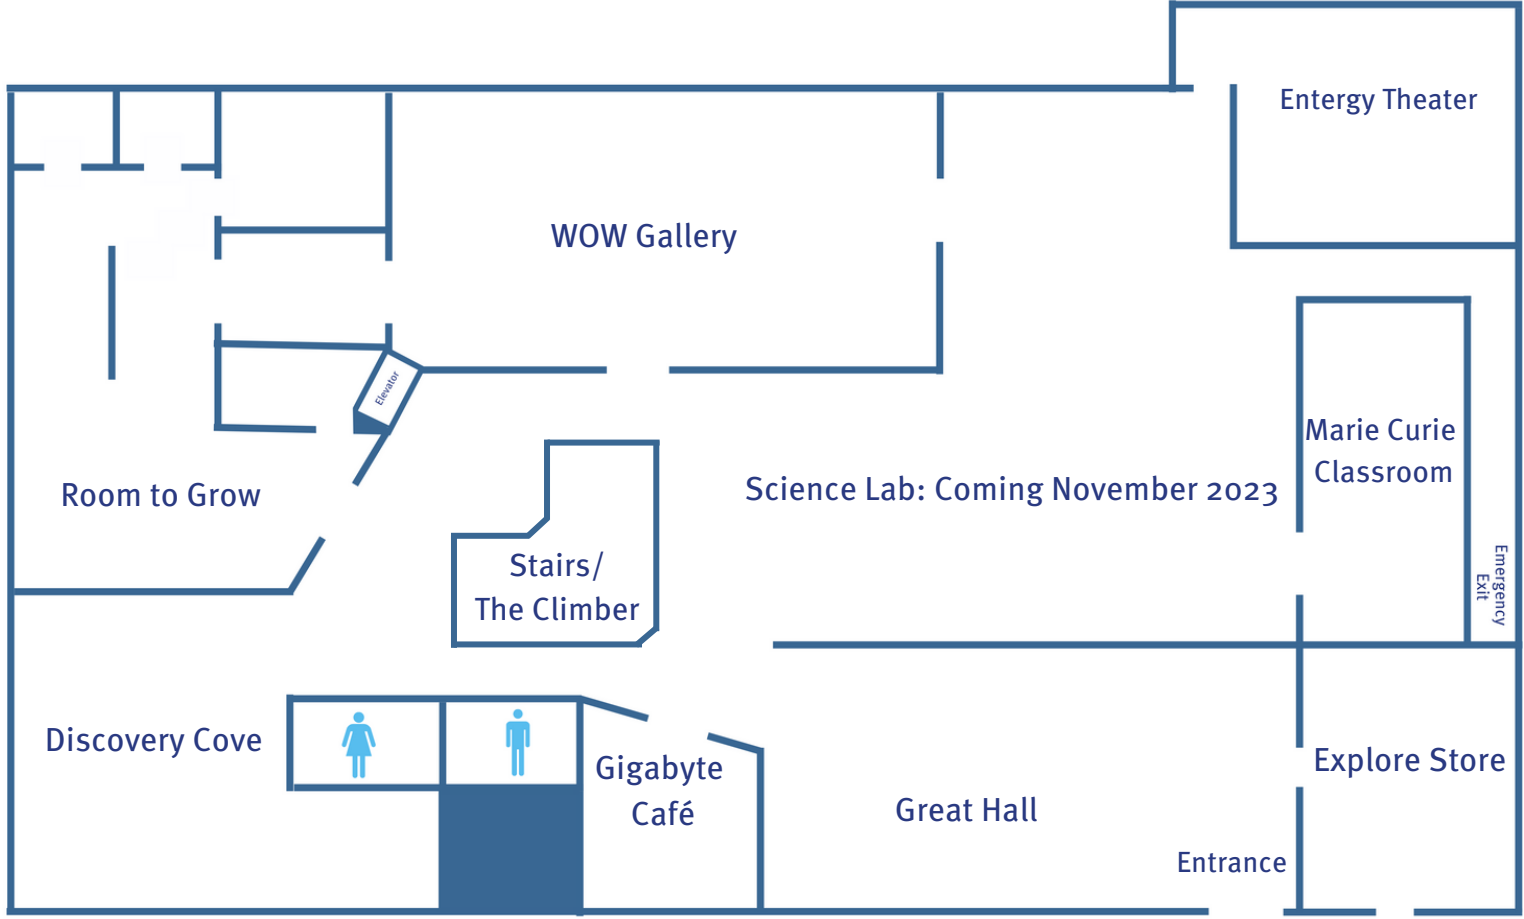 Entergy Theater
WOW Gallery
Elevator
Marie Curie
Classroom
Room to Grow
Science Lab: Coming November 2023
Stairs/
The Climber
Emergency
Exit
Discovery Cove
Gigabyte
Café
Explore Store
Great Hall
Entrance